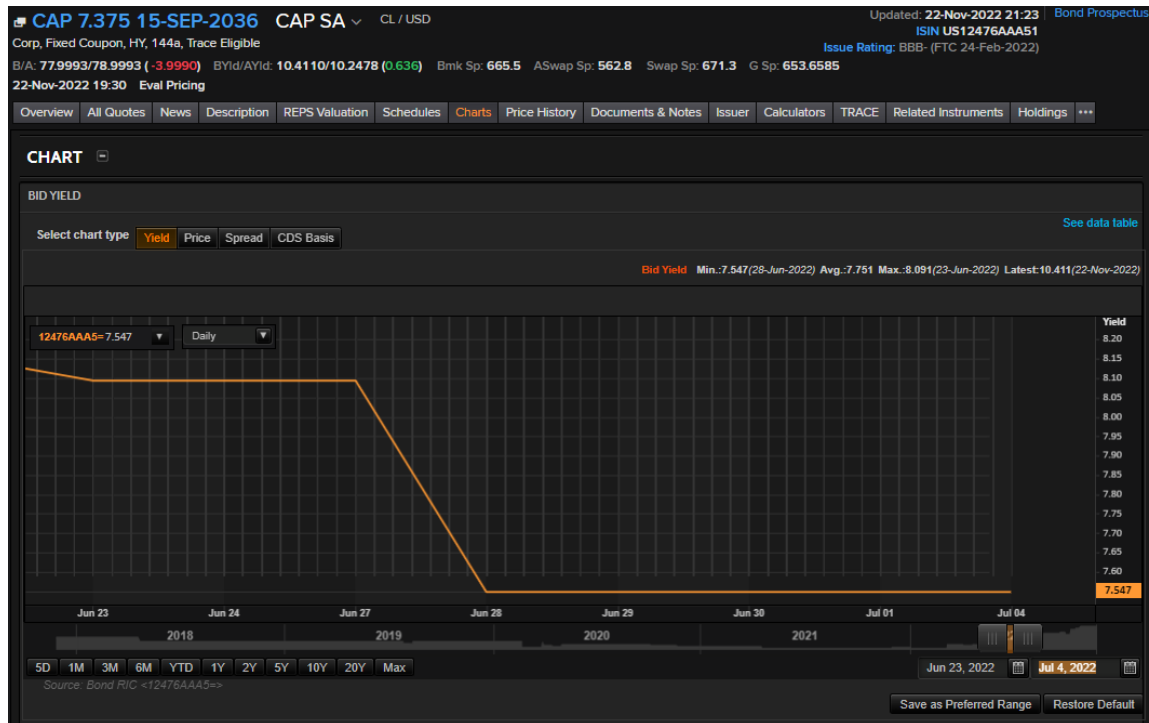 CAP 7.375 15-SEP-2036 CAP SA CL / USD Updated: 22-Nov-2022 21:23 Bond Prospectus
ISIN US12476AAA51
Corp, Fixed Coupon, HY, 144a, Trace Eligible Issue Rating: BBB- (FTC 24-Feb-2022)
B/A: 77.9993/78.9993 (-3.9990) BYld/AYld: 10.4110/10.2478 (0.636) Bmk Sp: 665.5 ASwap Sp: 562.8 Swap Sp: 671.3 G Sp: 653.6585
22-Nov-2022 19:30 Eval Pricing
Overview All Quotes News Description REPS Valuation Schedules Charts Price History Documents & Notes Issuer Calculators TRACE Related Instruments Holdings •••
CHART
BID YIELD
See data table
Select chart type Yield Price Spread CDS Basis
Bid Yield Min.:7.547(28-Jun-2022) Avg.:7.751 Max.:8.091(23-Jun-2022) Latest:10.411(22-Nov-2022)
Yield
12476AAA5=7.547 Daily
8.20
8.15
8.10
8.05
8.00
7.95
7.90
7.85
7.80
7.75
7.70
7.65
7.60
7.547
Jun 23 Jun 24 Jun 27 Jun 28 Jun 29 Jun 30 Jul 01 Jul 04
2018 2019 2020 2021
5D 1M 3M 6M YTD 1Y 2Y 5Y 10Y 20Y Max Jun 23, 2022 Jul 4, 2022
Source: Bond RIC <12476AAA5=>
Save as Preferred Range Restore Default